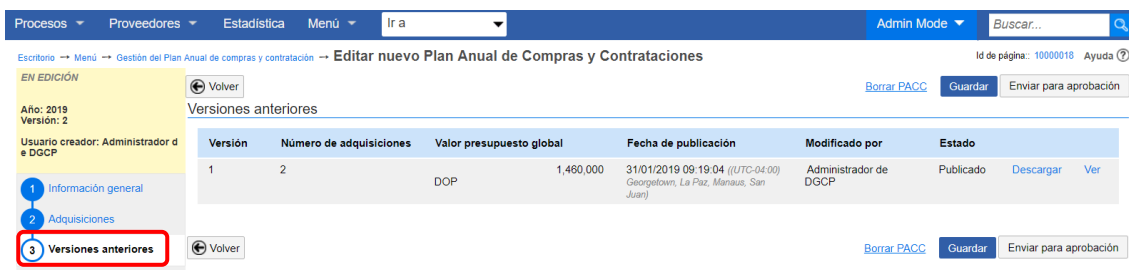 Procesos Proveedores Estadística Menú Ir a Admin Mode Buscar...
Escritorio → Menú → Gestión del Plan Anual de compras y contratación → Editar nuevo Plan Anual de Compras y Contrataciones Id de página:: 10000018 Ayuda ?
EN EDICIÓN
Año: 2019
Versión: 2
Usuario creador: Administrador d
e DGCP
1 Información general
2 Adquisiciones
3 Versiones anteriores
Volver Borrar PACC Guardar Enviar para aprobación
Versiones anteriores
Versión Número de adquisiciones Valor presupuesto global Fecha de publicación Modificado por Estado
1 2 DOP 1,460,000 31/01/2019 09:19:04 ((UTC-04:00) Administrador de Publicado Descargar Ver
Georgetown, La Paz, Manaus, San DGCP
Juan)
Volver Borrar PACC Guardar Enviar para aprobación